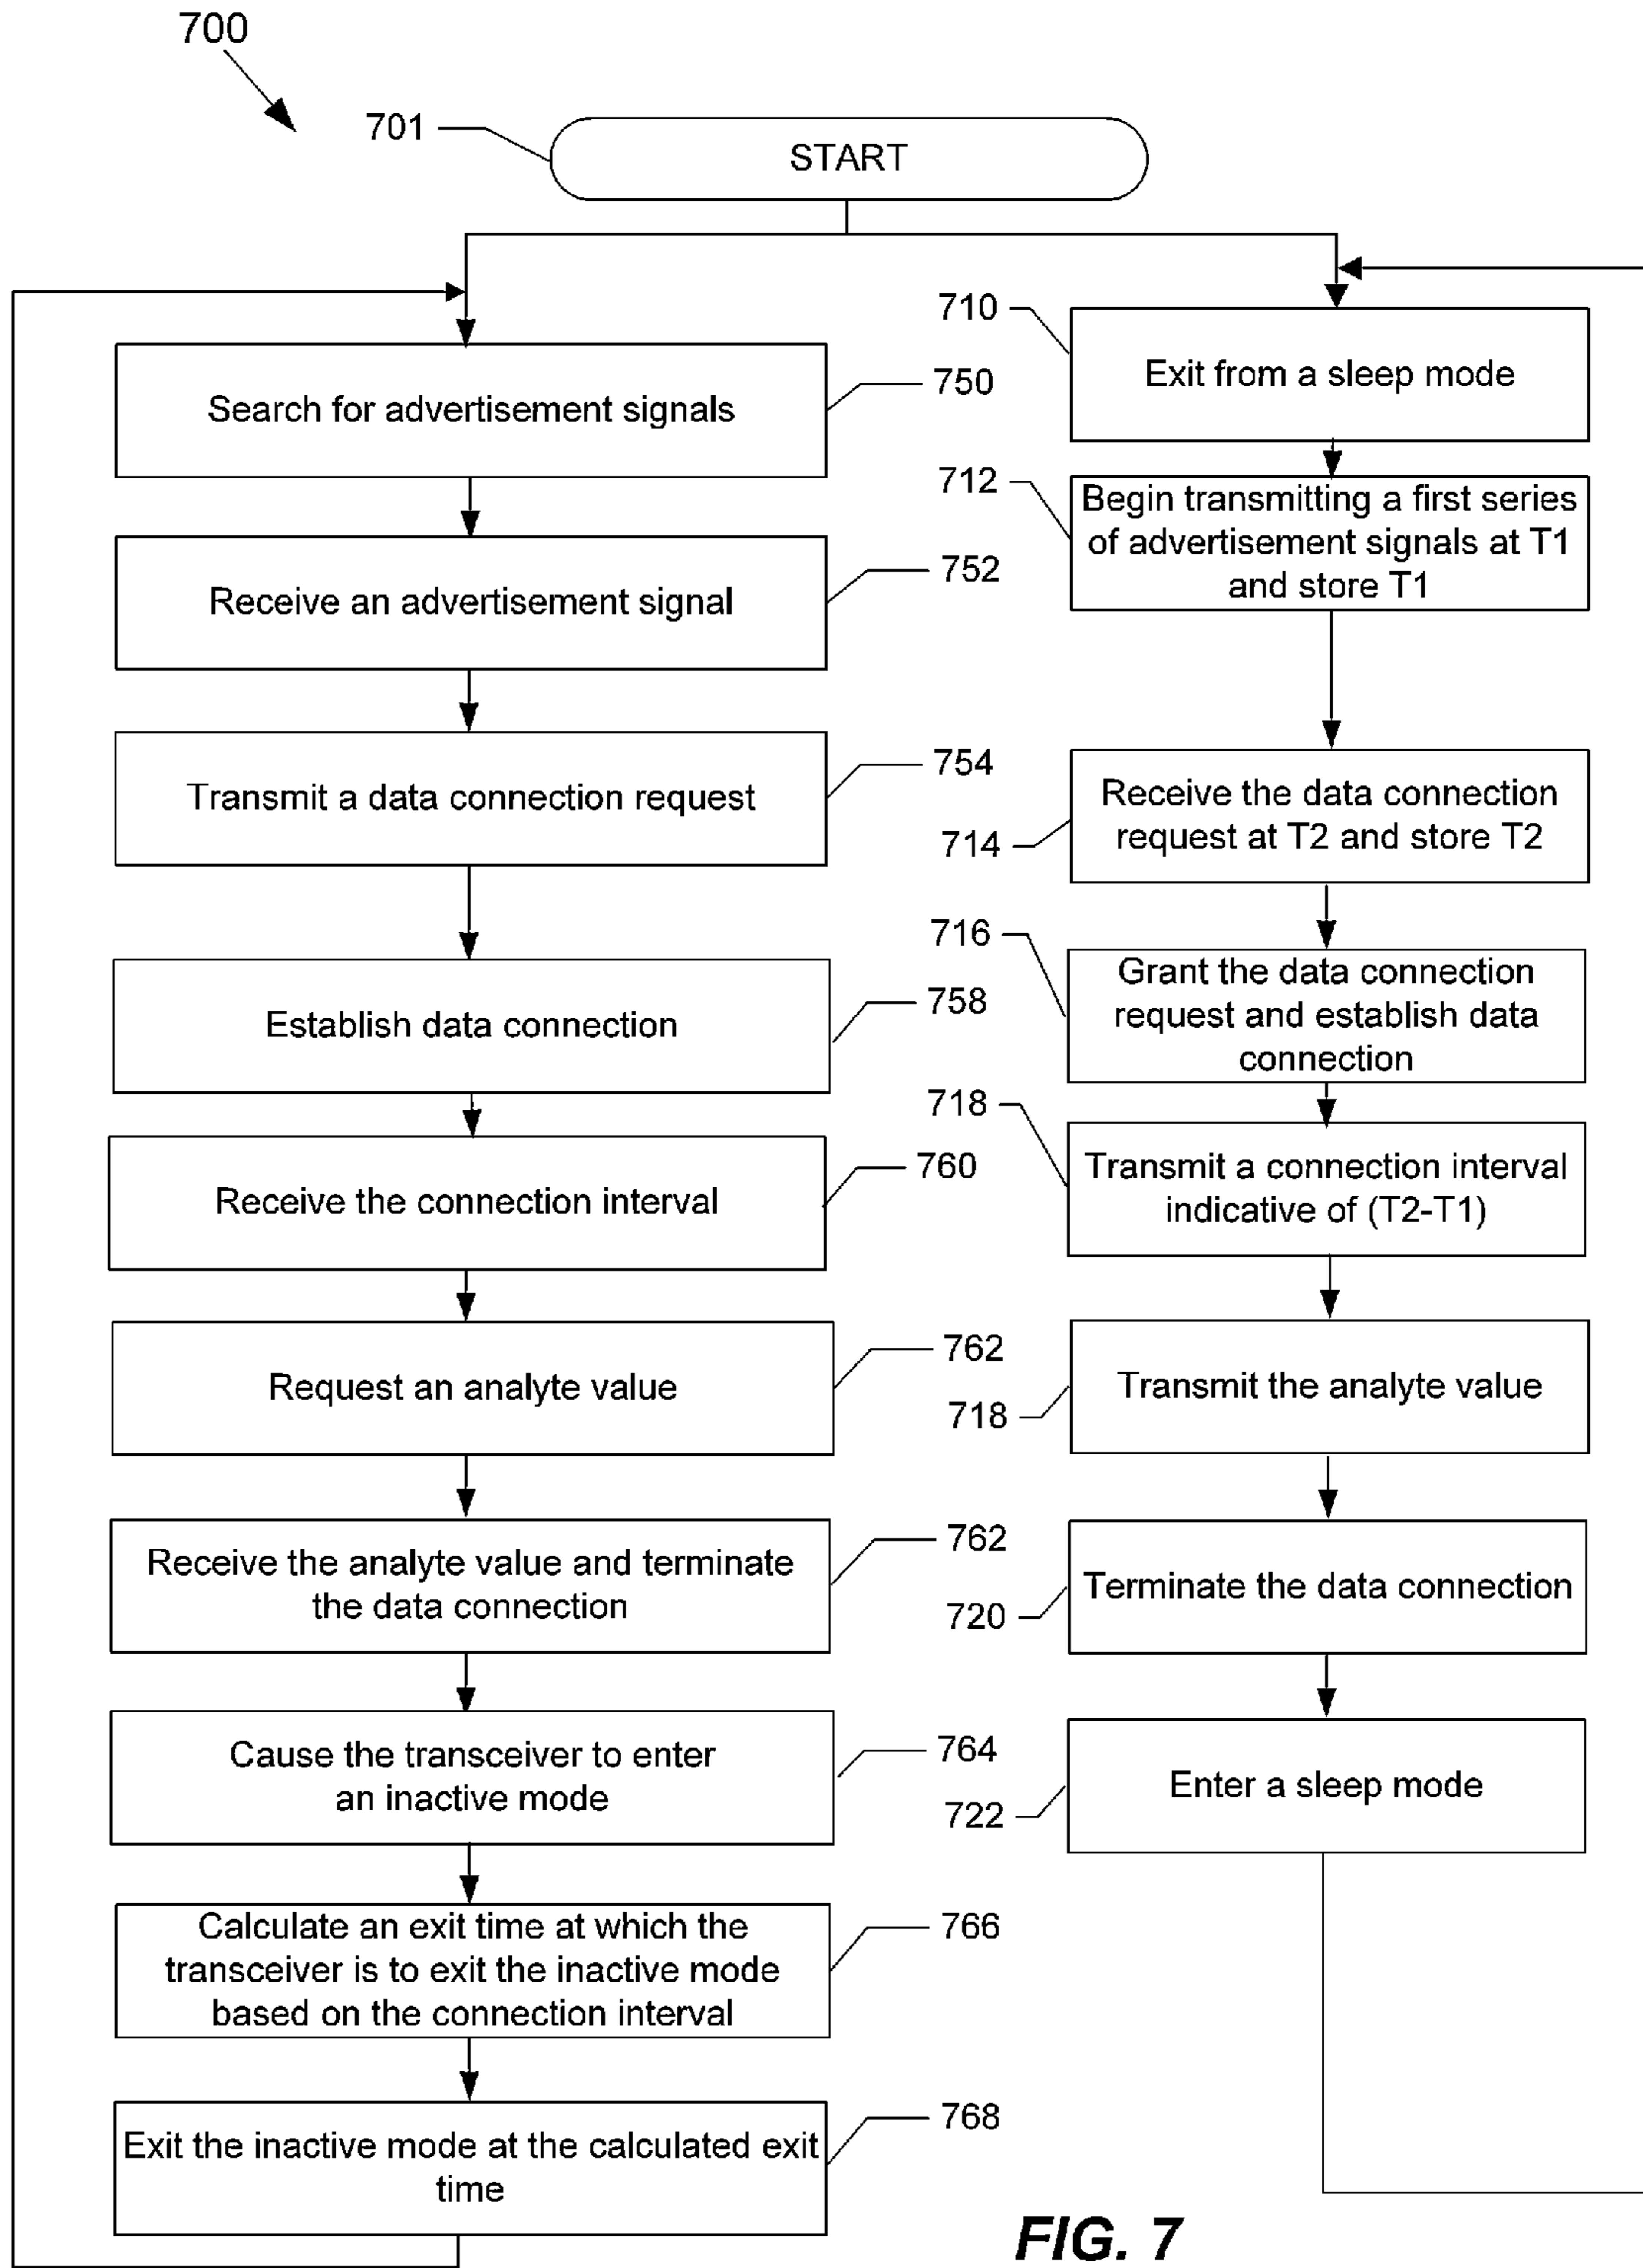 700
701
START
Search for advertisement signals
750
Receive an advertisement signal
752
Transmit a data connection request
754
Establish data connection
758
Receive the connection interval
760
Request an analyte value
762
Receive the analyte value and terminate
the data connection
762
Cause the transceiver to enter
an inactive mode
764
Calculate an exit time at which the
transceiver is to exit the inactive mode
based on the connection interval
766
Exit the inactive mode at the calculated exit
time
768
710
Exit from a sleep mode
712
Begin transmitting a first series
of advertisement signals at T1
and store T1
714
Receive the data connection
request at T2 and store T2
716
Grant the data connection
request and establish data
connection
718
Transmit a connection interval
indicative of (T2-T1)
718
Transmit the analyte value
720
Terminate the data connection
722
Enter a sleep mode
FIG. 7